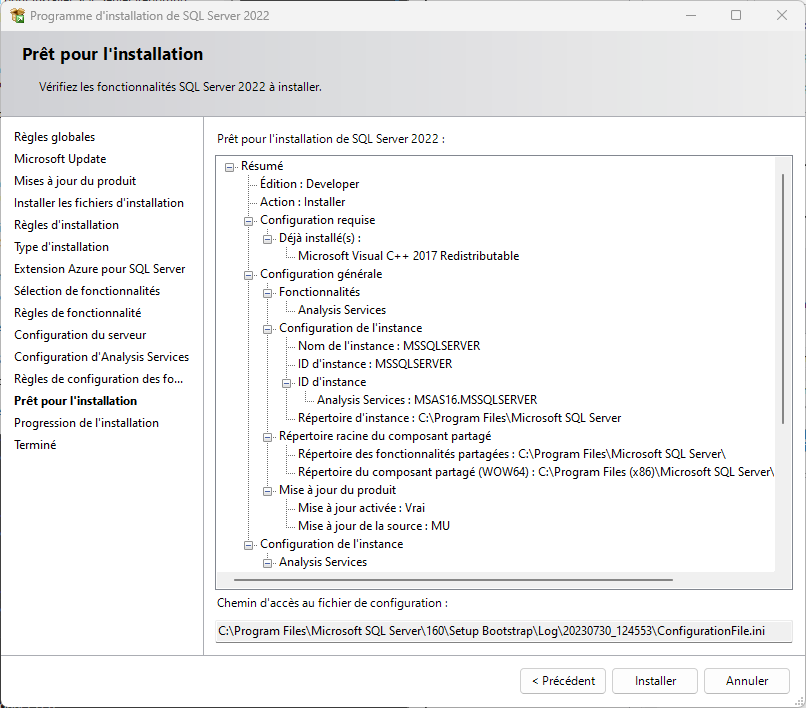 Programme d'installation de SQL Server 2022
Prêt pour l'installation
Vérifiez les fonctionnalités SQL Server 2022 à installer.
Règles globales
Microsoft Update
Mises à jour du produit
Installer les fichiers d'installation
Règles d'installation
Type d'installation
Extension Azure pour SQL Server
Sélection de fonctionnalités
Règles de fonctionnalité
Configuration du serveur
Configuration d'Analysis Services
Règles de configuration des fo...
Prêt pour l'installation
Progression de l'installation
Terminé
Prêt pour l'installation de SQL Server 2022 :
Résumé
Édition : Developer
Action : Installer
Configuration requise
Déjà installé(s) :
Microsoft Visual C++ 2017 Redistributable
Configuration générale
Fonctionnalités
Analysis Services
Configuration de l'instance
Nom de l'instance : MSSQLSERVER
ID d'instance : MSSQLSERVER
ID d'instance
Analysis Services : MSAS16.MSSQLSERVER
Répertoire d'instance : C:\Program Files\Microsoft SQL Server
Répertoire racine du composant partagé
Répertoire des fonctionnalités partagées : C:\Program Files\Microsoft SQL Server\
Répertoire du composant partagé (WOW64) : C:\Program Files (x86)\Microsoft SQL Server\
Mise à jour du produit
Mise à jour activée : Vrai
Mise à jour de la source : MU
Configuration de l'instance
Analysis Services
Chemin d'accès au fichier de configuration :
C:\Program Files\Microsoft SQL Server\160\Setup Bootstrap\Log\20230730_124553\ConfigurationFile.ini
< Précédent
Installer
Annuler